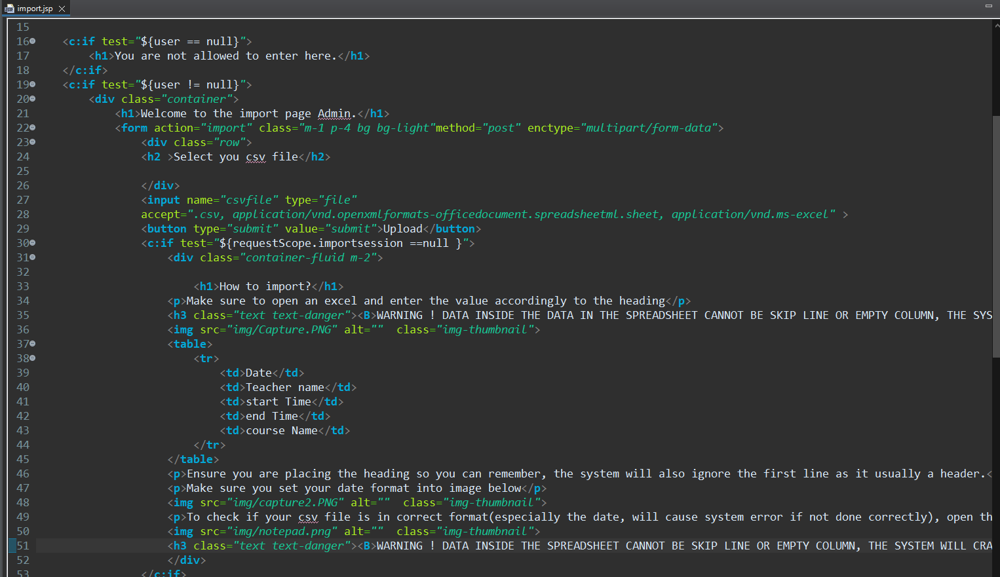 import.jsp
15
16 <c:if test="${user == null}">
17 <h1>You are not allowed to enter here.</h1>
18 </c:if>
19 <c:if test="${user != null}">
20 <div class="container">
21 <h1>Welcome to the import page Admin.</h1>
22 <form action="import" class="m-1 p-4 bg bg-light"method="post" enctype="multipart/form-data">
23 <div class="row">
24 <h2 >Select you csv file</h2>
25
26 </div>
27 <input name="csvfile" type="file"
28 accept=".csv, application/vnd.openxmlformats-officedocument.spreadsheetml.sheet, application/vnd.ms-excel" >
29 <button type="submit" value="submit">Upload</button>
30 <c:if test="${requestScope.importsession ==null }">
31 <div class="container-fluid m-2">
32
33 <h1>How to import?</h1>
34 <p>Make sure to open an excel and enter the value accordingly to the heading</p>
35 <h3 class="text text-danger"><B>WARNING ! DATA INSIDE THE DATA IN THE SPREADSHEET CANNOT BE SKIP LINE OR EMPTY COLUMN, THE SYS
36 <img src="img/Capture.PNG" alt="" class="img-thumbnail">
37 <table>
38 <tr>
39 <td>Date</td>
40 <td>Teacher name</td>
41 <td>start Time</td>
42 <td>end Time</td>
43 <td>course Name</td>
44 </tr>
45 </table>
46 <p>Ensure you are placing the heading so you can remember, the system will also ignore the first line as it usually a header.<
47 <p>Make sure you set your date format into image below</p>
48 <img src="img/capture2.PNG" alt="" class="img-thumbnail">
49 <p>To check if your csv file is in correct format(especially the date, will cause system error if not done correctly), open th
50 <img src="img/notepad.png" alt="" class="img-thumbnail">
51 <h3 class="text text-danger"><B>WARNING ! DATA INSIDE THE SPREADSHEET CANNOT BE SKIP LINE OR EMPTY COLUMN, THE SYSTEM WILL CRA
52 </div>
53 </c:if>